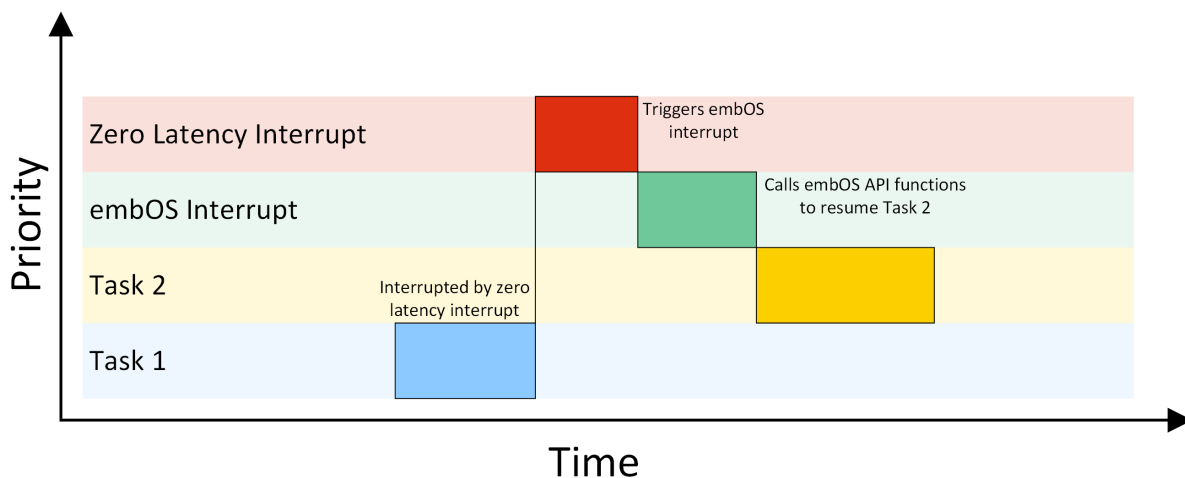 Priority
Zero Latency Interrupt
Triggers embOS
interrupt
embOS Interrupt
Calls embOS API functions
to resume Task 2
Task 2
Interrupted by zero
latency interrupt
Task 1
Time